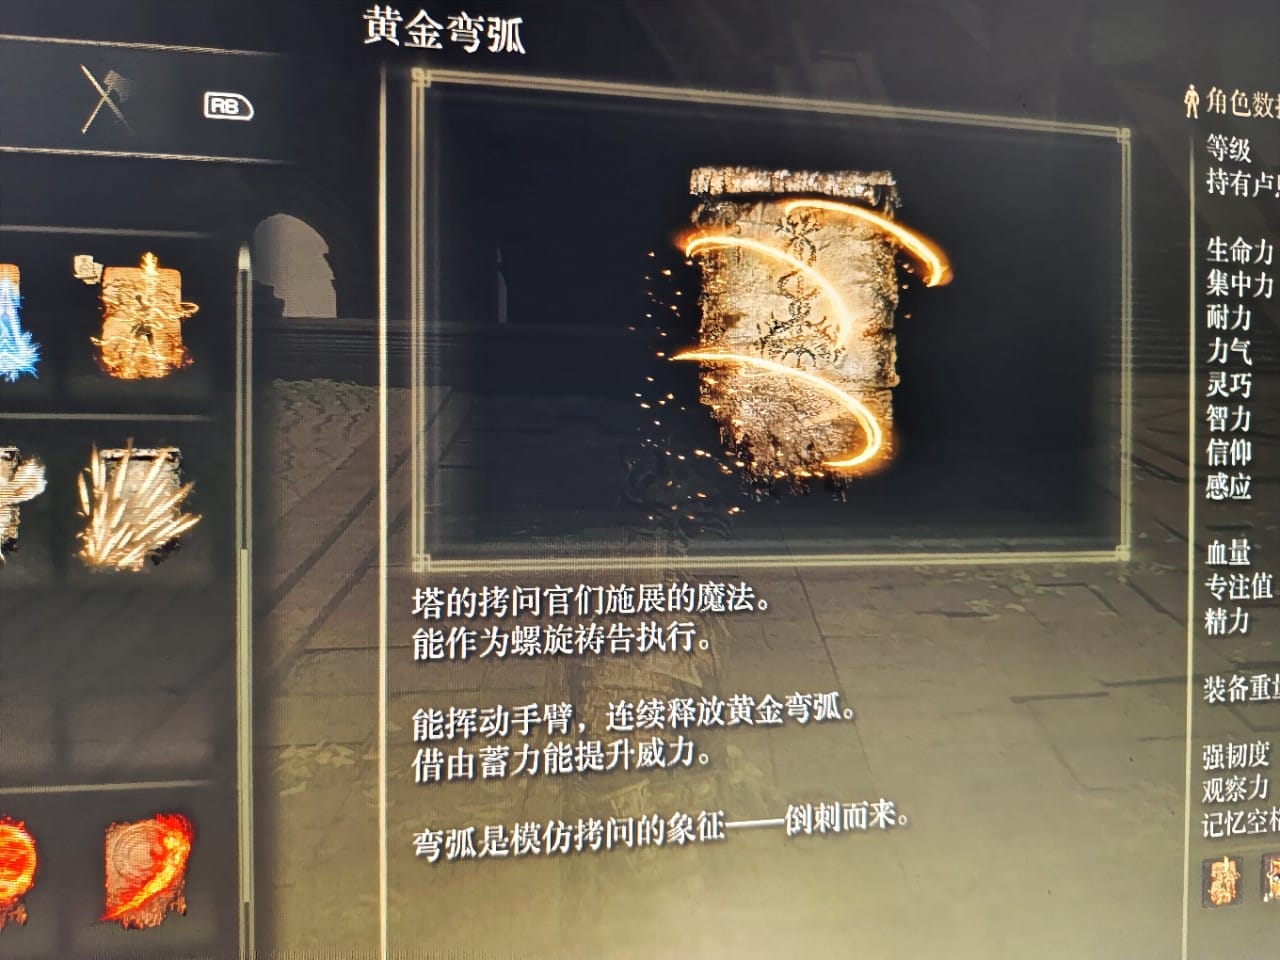 黄金弯弧
RB
塔的拷问官们施展的魔法。
能作为螺旋祷告执行。
能挥动手臂，连续释放黄金弯弧。
借由蓄力能提升威力。
弯弧是模仿拷问的象征——倒刺而来。
角色数
等级
持有卢
生命力
集中力
耐力
力气
灵巧
智力
信仰
感应
血量
专注值
精力
装备重量
强韧度
观察力
记忆空格